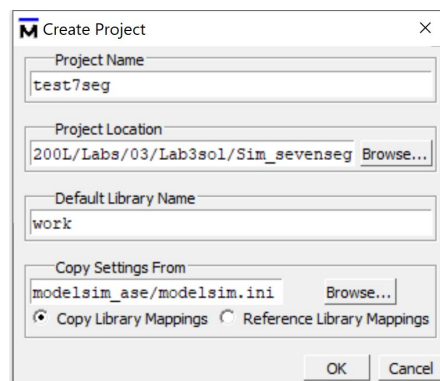 Create Project
Project Name
test7seg
Project Location
200L/Labs/03/Lab3sol/Sim_sevenseg Browse...
Default Library Name
work
Copy Settings From
modelsim_ase/modelsim.ini Browse...
Copy Library Mappings Reference Library Mappings
OK Cancel